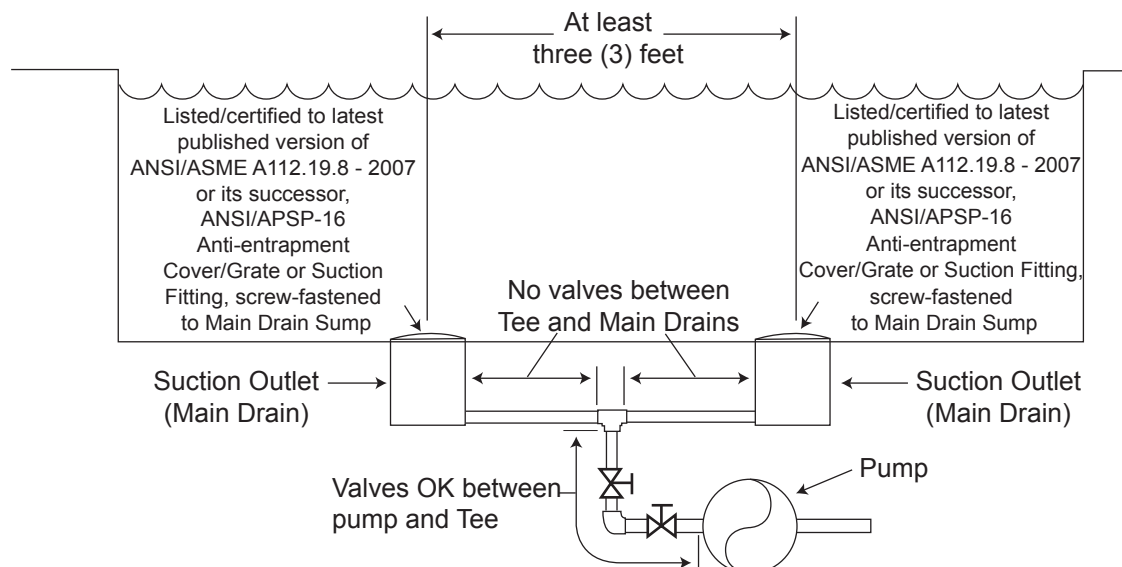 At least
three (3) feet
Listed/certified to latest
published version of
ANSI/ASME A112.19.8 - 2007
or its successor,
ANSI/APSP-16
Anti-entrapment
Cover/Grate or Suction
Fitting, screw-fastened
to Main Drain Sump
Listed/certified to latest
published version of
ANSI/ASME A112.19.8 - 2007
or its successor,
ANSI/APSP-16
Anti-entrapment
Cover/Grate or Suction Fitting,
screw-fastened
to Main Drain Sump
No valves between
Tee and Main Drains
Suction Outlet
(Main Drain)
Suction Outlet
(Main Drain)
Valves OK between
pump and Tee
Pump